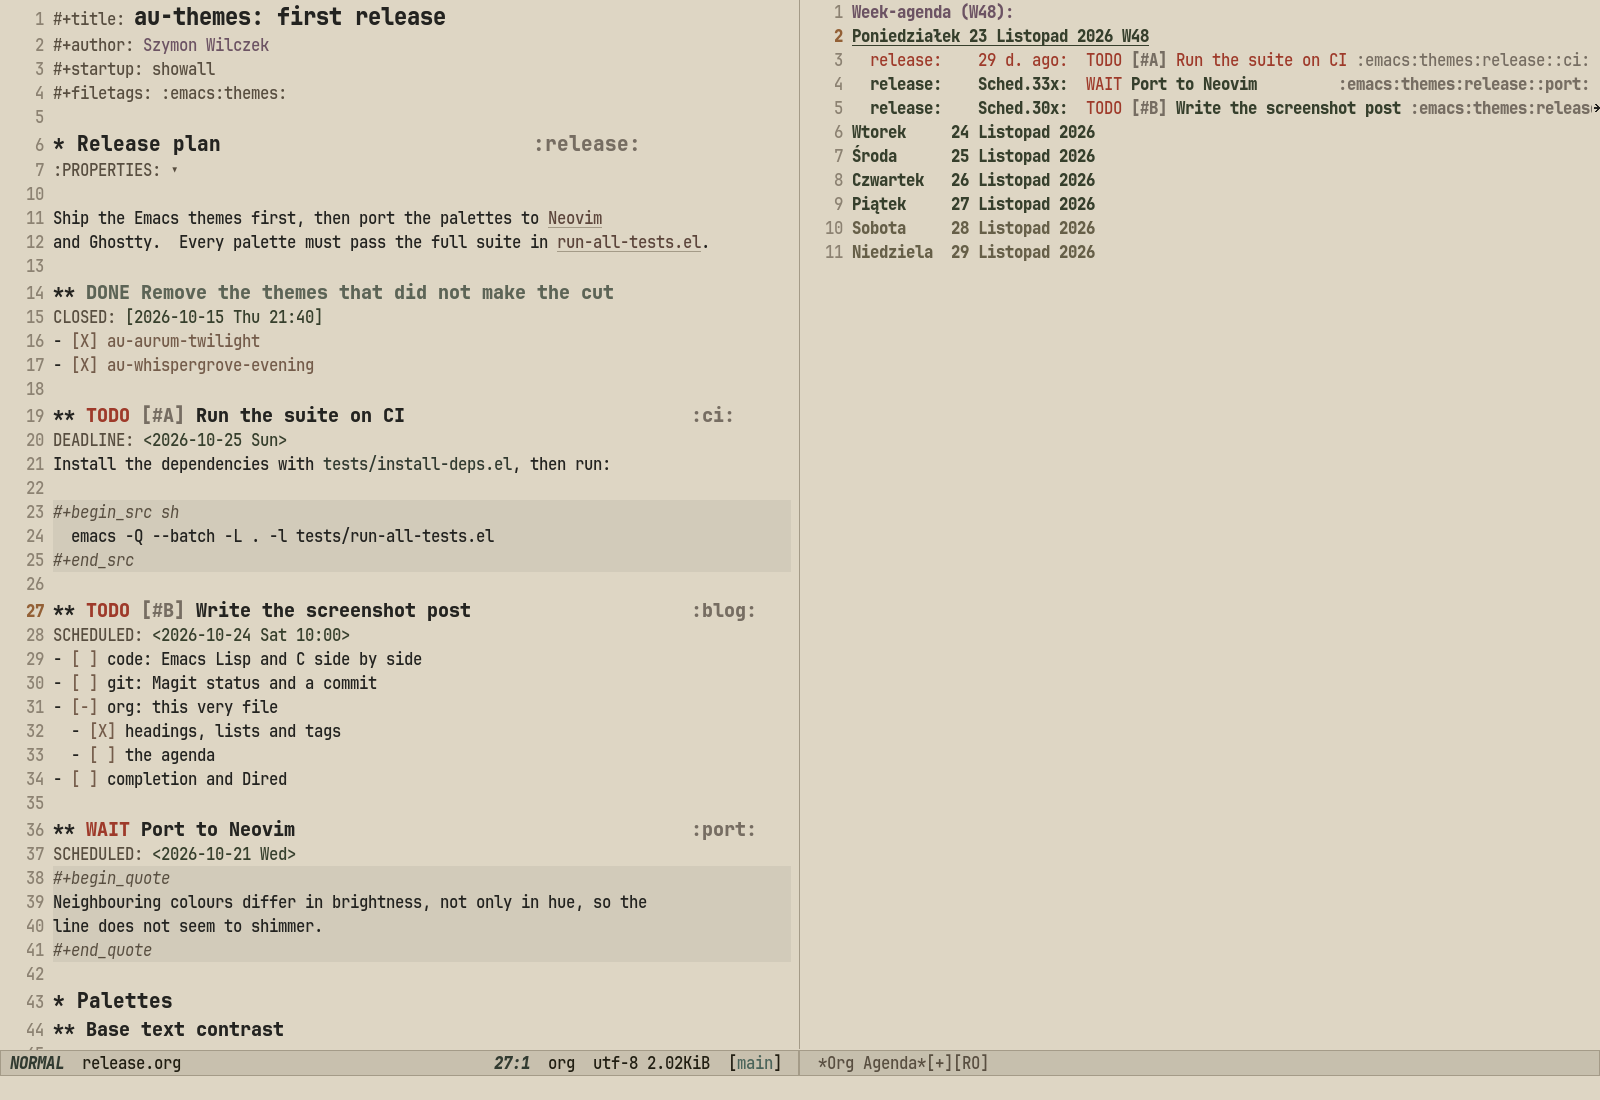 1 #+title: au-themes: first release
2 #+author: Szymon Wilczek
3 #+startup: showall
4 #+filetags: :emacs:themes:
5
6 * Release plan :release:
7 :PROPERTIES: ▾
10
11 Ship the Emacs themes first, then port the palettes to Neovim
12 and Ghostty.  Every palette must pass the full suite in run-all-tests.el.
13
14 ** DONE Remove the themes that did not make the cut
15 CLOSED: [2026-10-15 Thu 21:40]
16 - [X] au-aurum-twilight
17 - [X] au-whispergrove-evening
18
19 ** TODO [#A] Run the suite on CI :ci:
20 DEADLINE: <2026-10-25 Sun>
21 Install the dependencies with tests/install-deps.el, then run:
22
23 #+begin_src sh
24   emacs -Q --batch -L . -l tests/run-all-tests.el
25 #+end_src
26
27 ** TODO [#B] Write the screenshot post :blog:
28 SCHEDULED: <2026-10-24 Sat 10:00>
29 - [ ] code: Emacs Lisp and C side by side
30 - [ ] git: Magit status and a commit
31 - [-] org: this very file
32   - [X] headings, lists and tags
33   - [ ] the agenda
34 - [ ] completion and Dired
35
36 ** WAIT Port to Neovim :port:
37 SCHEDULED: <2026-10-21 Wed>
38 #+begin_quote
39 Neighbouring colours differ in brightness, not only in hue, so the
40 line does not seem to shimmer.
41 #+end_quote
42
43 * Palettes
44 ** Base text contrast
NORMAL release.org 27:1 org utf-8 2.02KiB [main]
1 Week-agenda (W48):
2 Poniedziałek 23 Listopad 2026 W48
3   release:    29 d. ago:  TODO [#A] Run the suite on CI :emacs:themes:release::ci:
4   release:    Sched.33x:  WAIT Port to Neovim :emacs:themes:release::port:
5   release:    Sched.30x:  TODO [#B] Write the screenshot post :emacs:themes:releas
6 Wtorek     24 Listopad 2026
7 Środa      25 Listopad 2026
8 Czwartek   26 Listopad 2026
9 Piątek     27 Listopad 2026
10 Sobota     28 Listopad 2026
11 Niedziela  29 Listopad 2026
*Org Agenda*[+][RO]